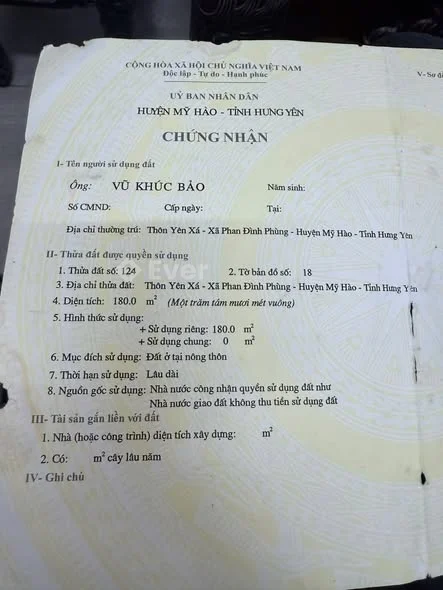 CỘNG HÒA XÃ HỘI CHỦ NGHĨA VIỆT NAM
Độc lập - Tự do - Hạnh phúc
V- Sơ đ
UỶ BAN NHÂN DÂN
HUYỆN MỸ HÀO - TỈNH HƯNG YÊN
CHỨNG NHẬN
I- Tên người sử dụng đất
Ông: VŨ KHÚC BẢO Năm sinh:
Số CMND: Cấp ngày: Tại:
Địa chỉ thường trú: Thôn Yên Xá - Xã Phan Đình Phùng - Huyện Mỹ Hào - Tỉnh Hưng Yên
II- Thửa đất được quyền sử dụng
1. Thửa đất số: 124 2. Tờ bản đồ số: 18
Ever
3. Địa chỉ thửa đất: Thôn Yên Xá - Xã Phan Đình Phùng - Huyện Mỹ Hào - Tỉnh Hưng Yên
4. Diện tích: 180.0 m² (Một trăm tám mươi mét vuông)
5. Hình thức sử dụng:
+ Sử dụng riêng: 180.0 m²
+ Sử dụng chung: 0 m²
6. Mục đích sử dụng: Đất ở tại nông thôn
7. Thời hạn sử dụng: Lâu dài
8. Nguồn gốc sử dụng: Nhà nước công nhận quyền sử dụng đất như
Nhà nước giao đất không thu tiền sử dụng đất
III- Tài sản gắn liền với đất
1. Nhà (hoặc công trình) diện tích xây dựng: m²
2. Có: m² cây lâu năm
IV- Ghi chú